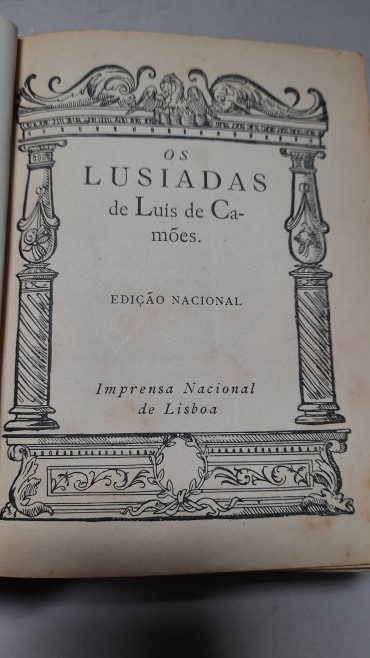 OS
LUSIADAS
de Luís de Ca-
mões.
EDIÇÃO NACIONAL
Imprensa Nacional
de Lisboa